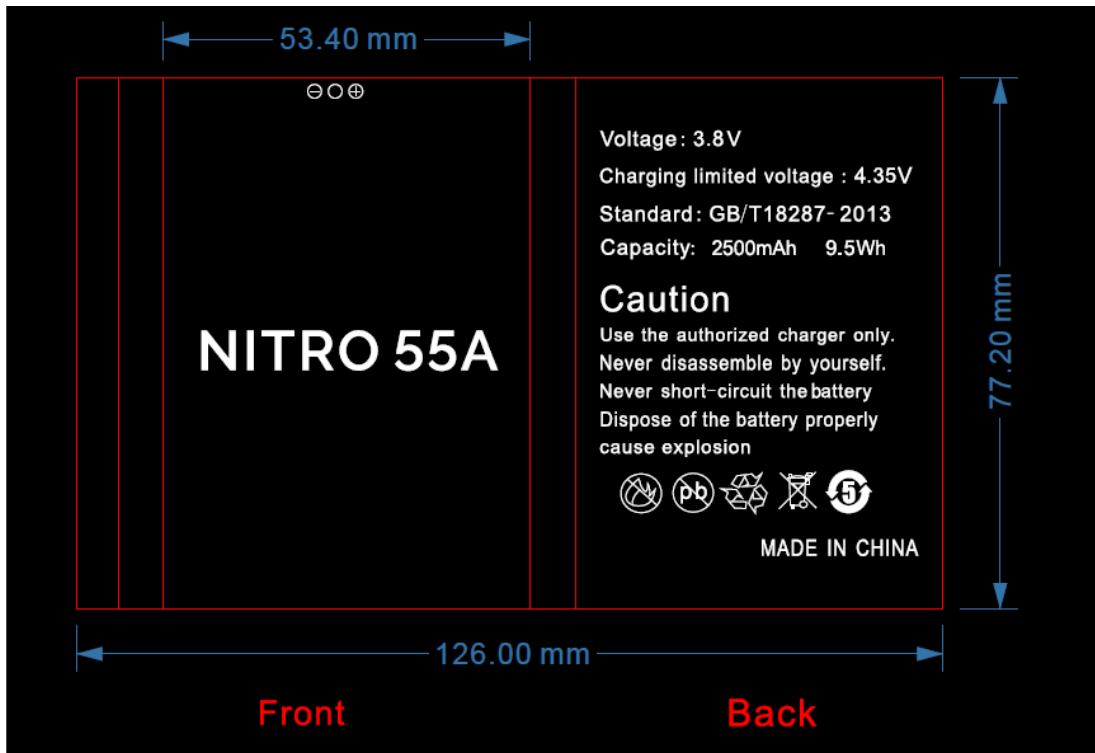 53.40 mm
NITRO 55A
Voltage: 3.8V
Charging limited voltage : 4.35V
Standard: GB/T18287-2013
Capacity: 2500mAh 9.5Wh
Caution
Use the authorized charger only.
Never disassemble by yourself.
Never short-circuit the battery
Dispose of the battery properly
cause explosion
pb
5
MADE IN CHINA
77.20 mm
126.00 mm
Front
Back